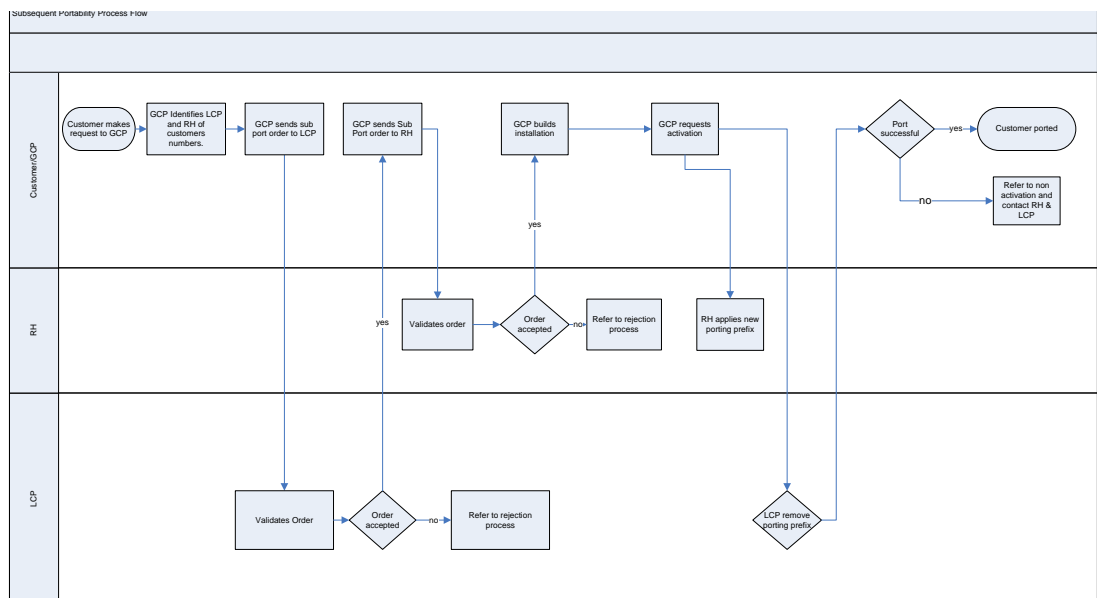 Subsequent Portability Process Flow
Customer/GCP
Customer makes
request to GCP
GCP Identifies LCP
and RH of
customers
numbers.
GCP sends sub
port order to LCP
GCP sends Sub
Port order to RH
GCP builds
installation
GCP requests
activation
Port
successful
yes
Customer ported
no
Refer to non
activation and
contact RH &
LCP
yes
RH
yes
Validates order
Order
accepted
no
Refer to rejection
process
RH applies new
porting prefix
LCP
Validates Order
Order
accepted
no
Refer to rejection
process
LCP remove
porting prefix